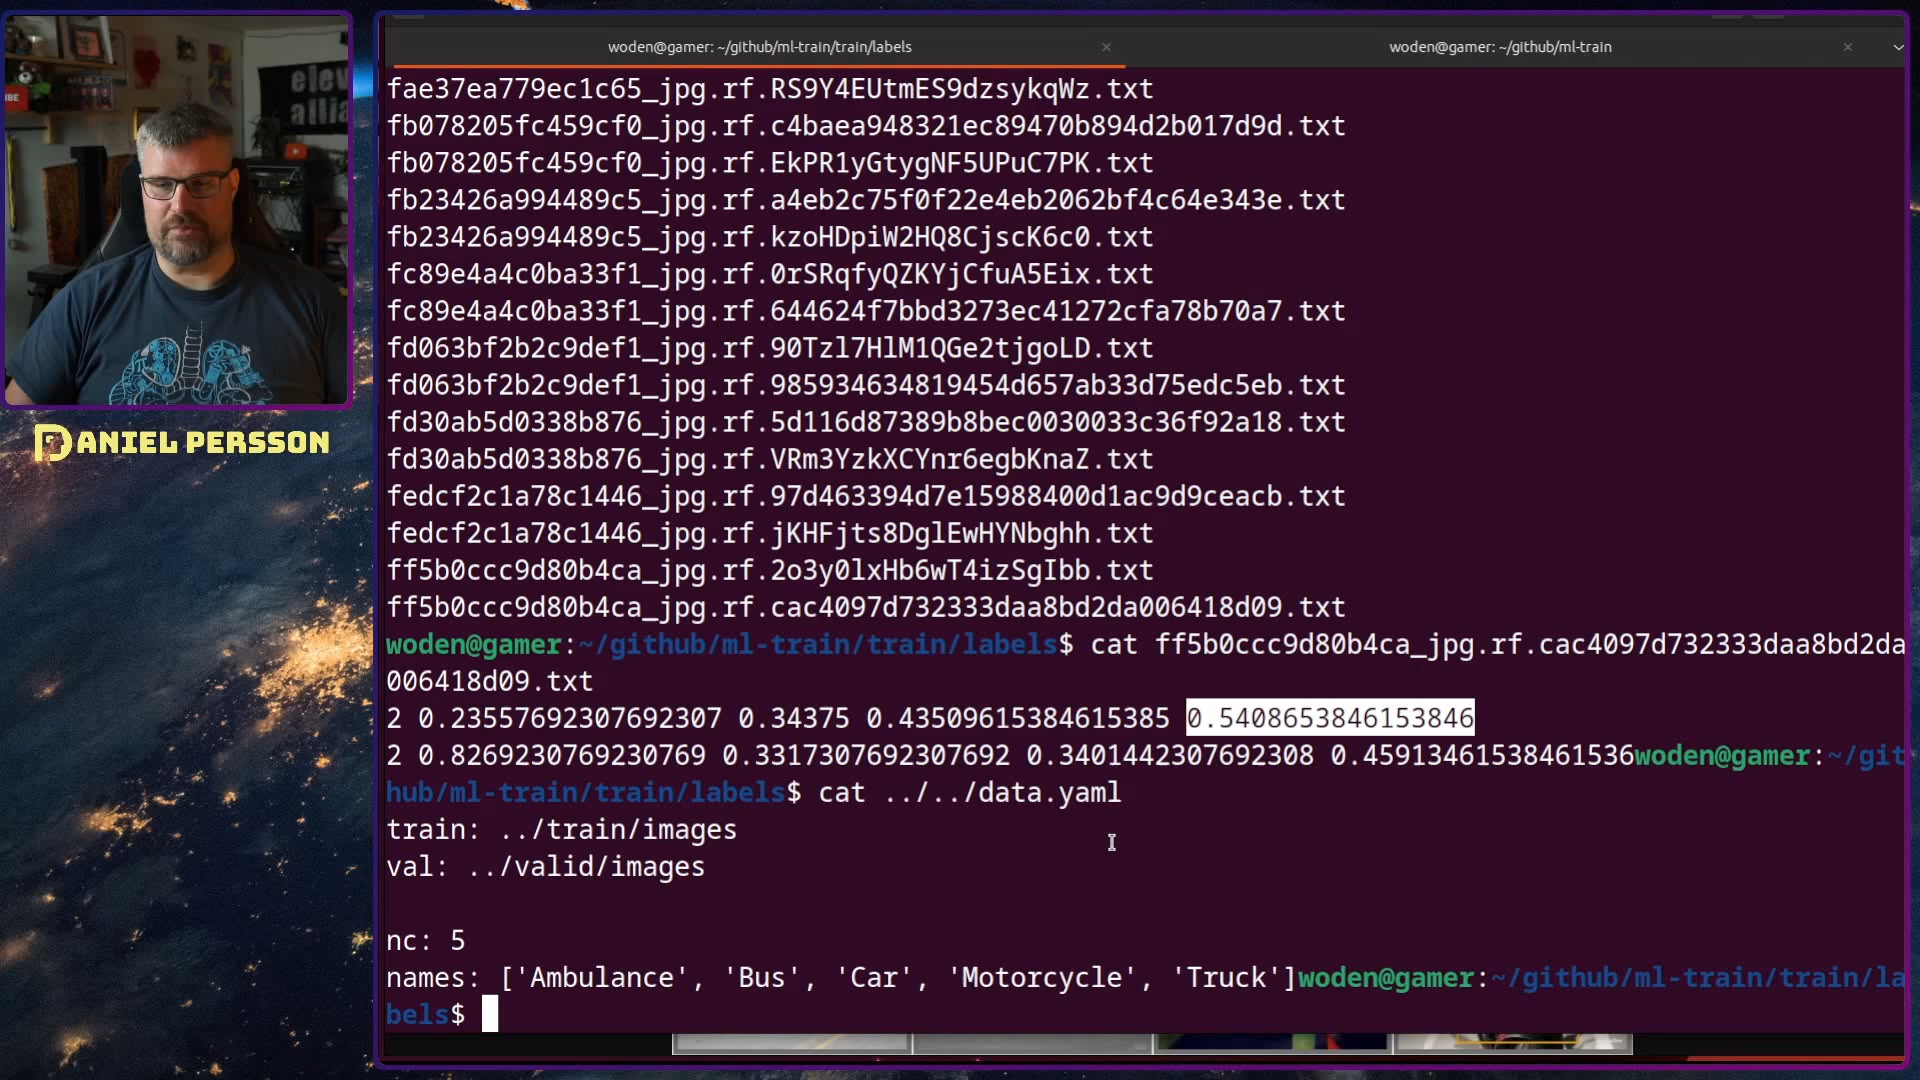 woden@gamer: ~/github/ml-train/train/labels
woden@gamer: ~/github/ml-train
fae37ea779ec1c65_jpg.rf.RS9Y4EUtmES9dzsykqWz.txt
fb078205fc459cf0_jpg.rf.c4baea948321ec89470b894d2b017d9d.txt
fb078205fc459cf0_jpg.rf.EkPR1yGtygNF5UPuC7PK.txt
fb23426a994489c5_jpg.rf.a4eb2c75f0f22e4eb2062bf4c64e343e.txt
fb23426a994489c5_jpg.rf.kzoHDpiW2HQ8CjscK6c0.txt
fc89e4a4c0ba33f1_jpg.rf.0rSRqfyQZKYjCfuA5Eix.txt
fc89e4a4c0ba33f1_jpg.rf.644624f7bbd3273ec41272cfa78b70a7.txt
fd063bf2b2c9def1_jpg.rf.90Tzl7HlM1QGe2tjgoLD.txt
fd063bf2b2c9def1_jpg.rf.985934634819454d657ab33d75edc5eb.txt
fd30ab5d0338b876_jpg.rf.5d116d87389b8bec0030033c36f92a18.txt
fd30ab5d0338b876_jpg.rf.VRm3YzkXCYnr6egbKnaZ.txt
fedcf2c1a78c1446_jpg.rf.97d463394d7e15988400d1ac9d9ceacb.txt
fedcf2c1a78c1446_jpg.rf.jKHFjts8DglEwHYNbghh.txt
ff5b0ccc9d80b4ca_jpg.rf.2o3y0lxHb6wT4izSgIbb.txt
ff5b0ccc9d80b4ca_jpg.rf.cac4097d732333daa8bd2da006418d09.txt
woden@gamer:~/github/ml-train/train/labels$ cat ff5b0ccc9d80b4ca_jpg.rf.cac4097d732333daa8bd2da
006418d09.txt
2 0.23557692307692307 0.34375 0.43509615384615385 0.5408653846153846
2 0.8269230769230769 0.3317307692307692 0.3401442307692308 0.45913461538461536woden@gamer:~/git
hub/ml-train/train/labels$ cat ../../data.yaml
train: ../train/images
val: ../valid/images
nc: 5
names: ['Ambulance', 'Bus', 'Car', 'Motorcycle', 'Truck']woden@gamer:~/github/ml-train/train/la
bels$
DANIEL PERSSON